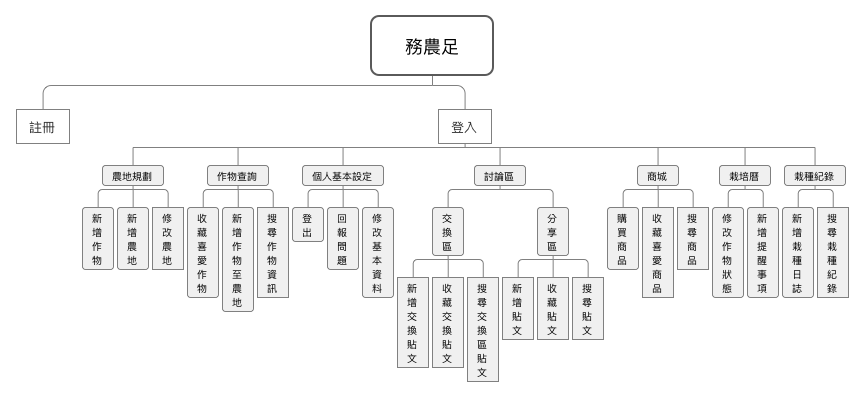 務農足
註冊
登入
農地規劃
作物查詢
個人基本設定
討論區
商城
栽培曆
栽種紀錄
新增作物
新增農地
修改農地
收藏喜愛作物
新增作物至農地
搜尋作物資訊
登出
回報問題
修改基本資料
交換區
分享區
購買商品
收藏喜愛商品
搜尋商品
修改作物狀態
新增提醒事項
新增栽種日誌
搜尋栽種紀錄
新增交換貼文
收藏交換貼文
搜尋交換區貼文
新增貼文
收藏貼文
搜尋貼文